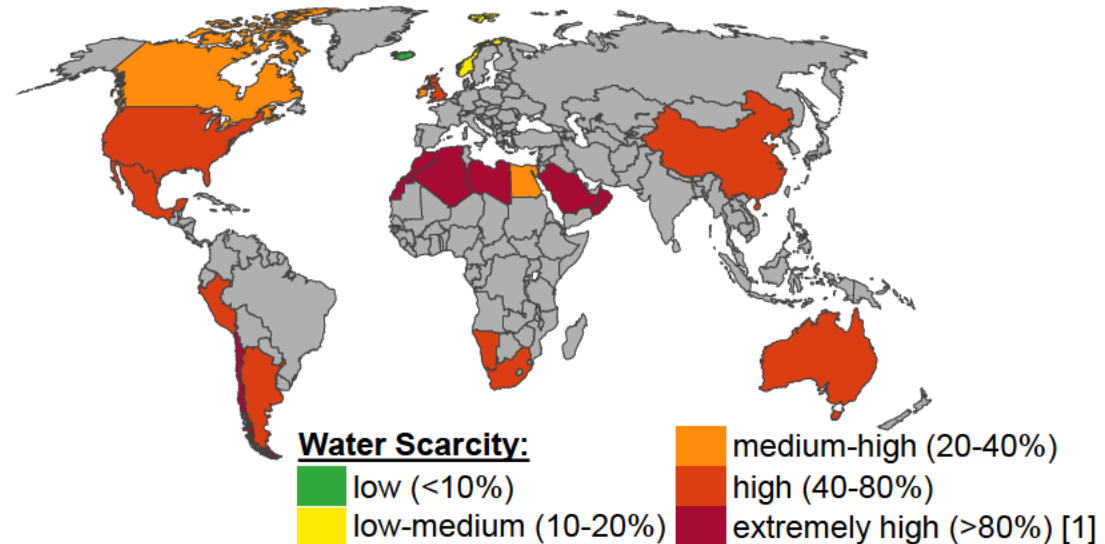 Water Scarcity:
low (<10%)
low-medium (10-20%)
medium-high (20-40%)
high (40-80%)
extremely high (>80%) [1]